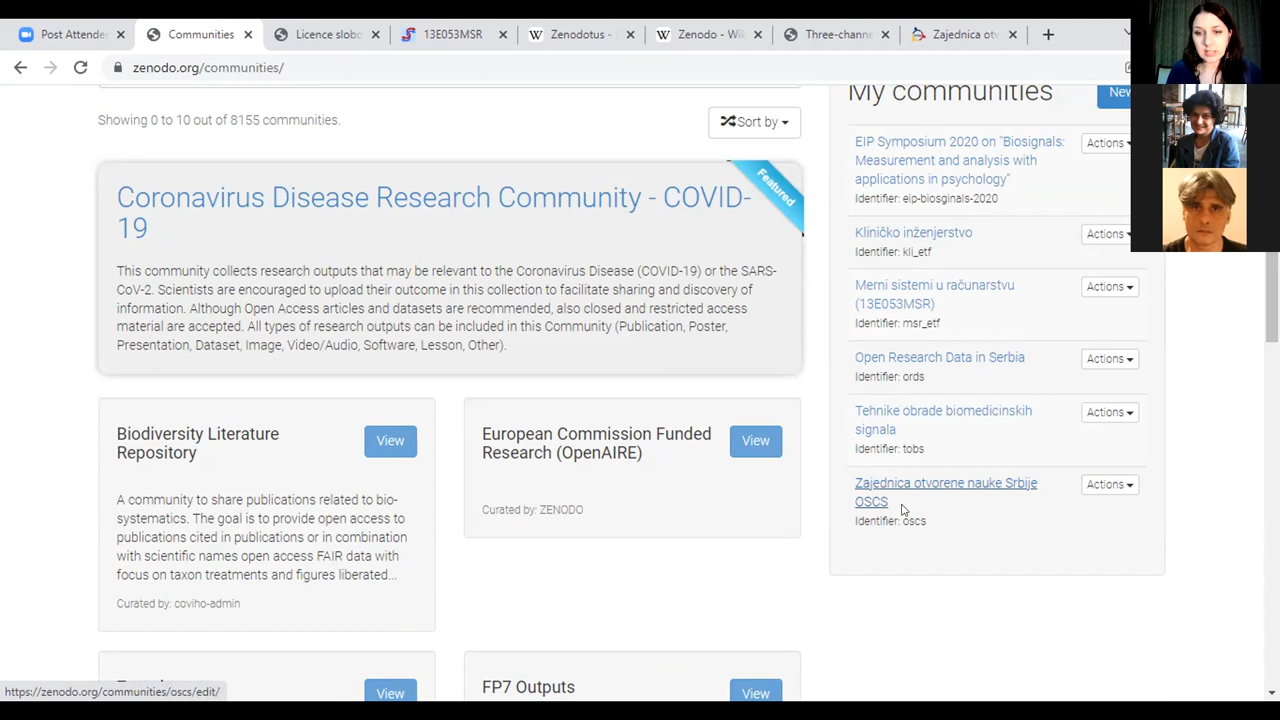 Post Attende
Communities
Licence slobo
13E053MSR
Zenodotus -
Zenodo - Wi
Three-channe
Zajednica otv
zenodo.org/communities/
Showing 0 to 10 out of 8155 communities.
Sort by
Featured
Coronavirus Disease Research Community - COVID-
19
This community collects research outputs that may be relevant to the Coronavirus Disease (COVID-19) or the SARS-
CoV-2. Scientists are encouraged to upload their outcome in this collection to facilitate sharing and discovery of
information. Although Open Access articles and datasets are recommended, also closed and restricted access
material are accepted. All types of research outputs can be included in this Community (Publication, Poster,
Presentation, Dataset, Image, Video/Audio, Software, Lesson, Other).
Biodiversity Literature
Repository
View
A community to share publications related to bio-
systematics. The goal is to provide open access to
publications cited in publications or in combination
with scientific names open access FAIR data with
focus on taxon treatments and figures liberated...
Curated by: coviho-admin
European Commission Funded
Research (OpenAIRE)
View
Curated by: ZENODO
View
FP7 Outputs
View
My communities
New
EIP Symposium 2020 on "Biosignals:
Measurement and analysis with
applications in psychology"
Identifier: eip-biosginals-2020
Actions
Kliničko inženjerstvo
Identifier: kli_etf
Actions
Merni sistemi u računarstvu
(13E053MSR)
Identifier: msr_etf
Actions
Open Research Data in Serbia
Identifier: ords
Actions
Tehnike obrade biomedicinskih
signala
Identifier: tobs
Actions
Zajednica otvorene nauke Srbije
OSCS
Identifier: oscs
Actions
https://zenodo.org/communities/oscs/edit/